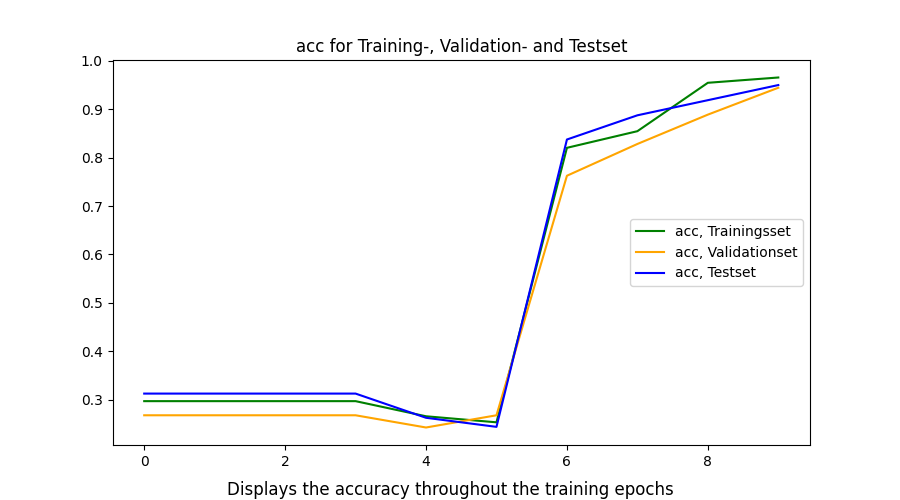 acc for Training-, Validation- and Testset
1.0
0.9
0.8
0.7
0.6
0.5
0.4
0.3
acc, Trainingsset
acc, Validationset
acc, Testset
0 2 4 6 8
Displays the accuracy throughout the training epochs